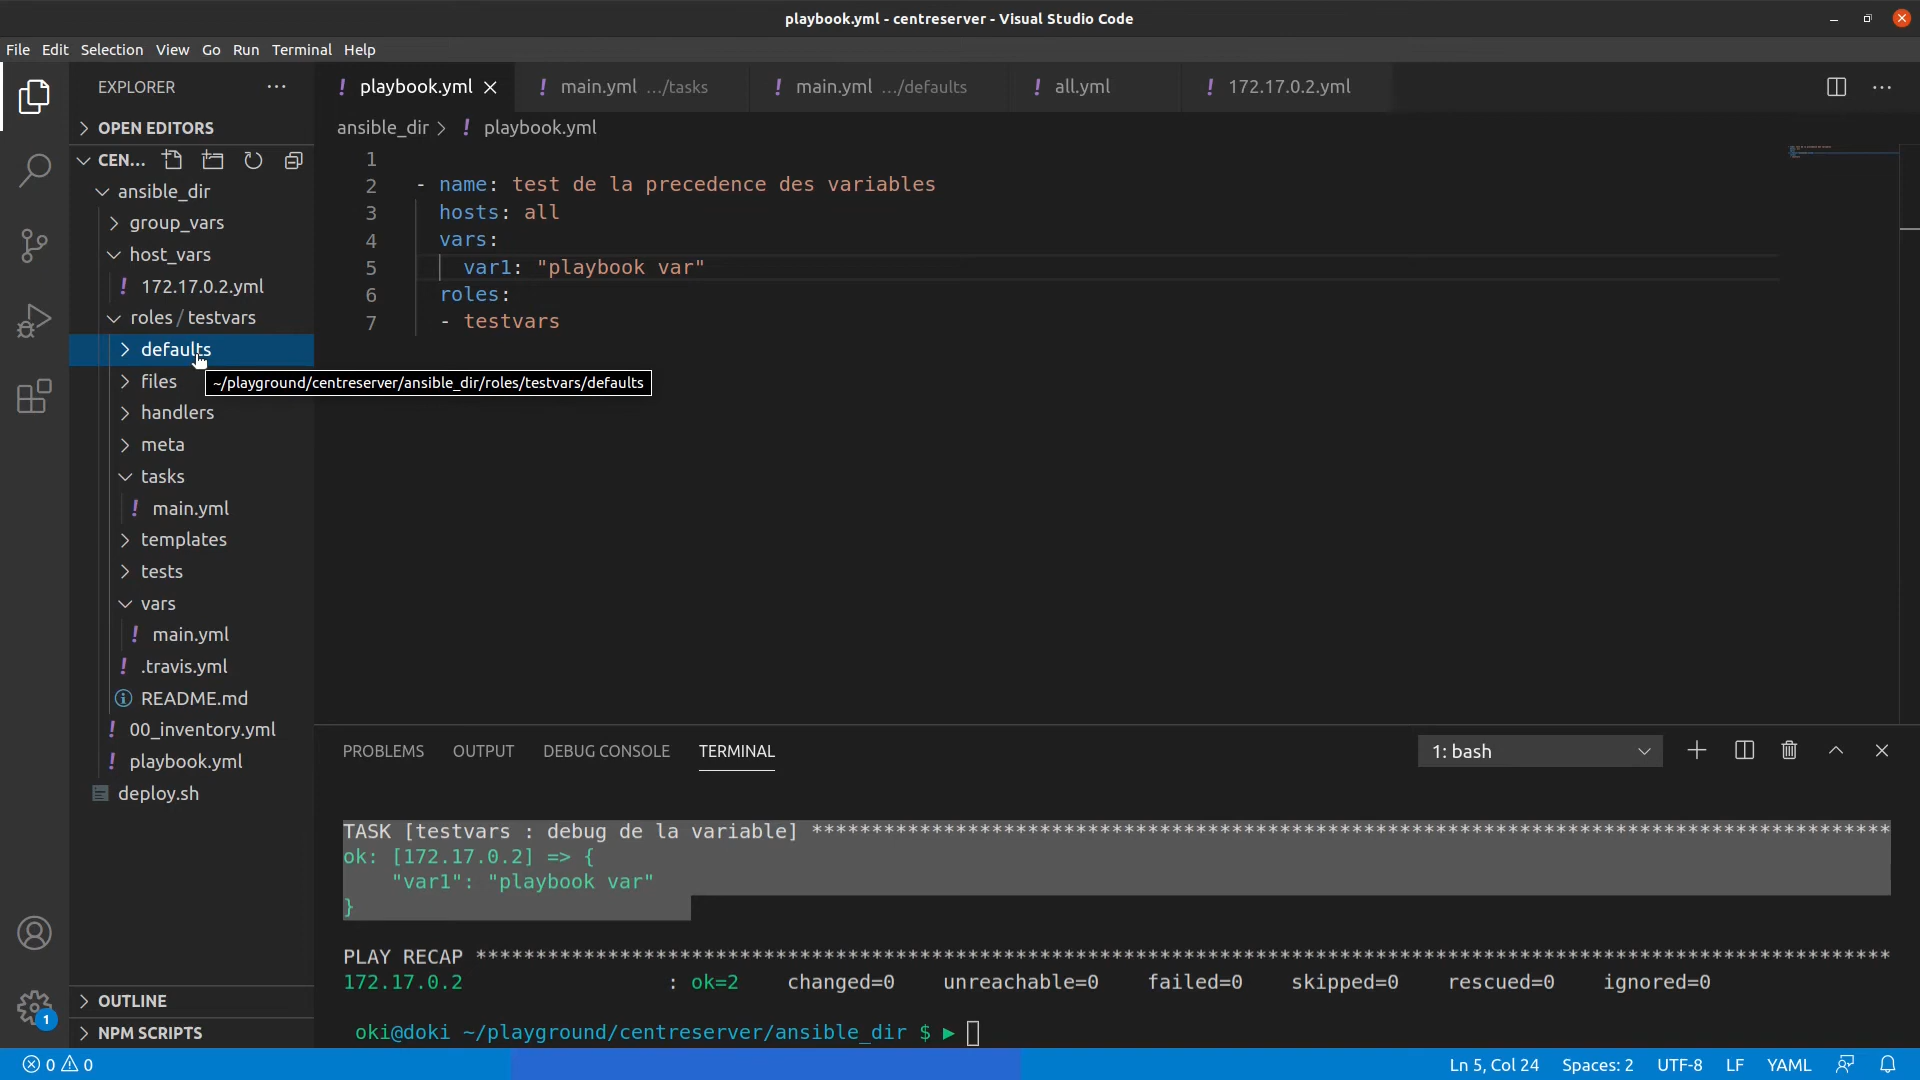 playbook.yml - centreserver - Visual Studio Code
File Edit Selection View Go Run Terminal Help
EXPLORER
OPEN EDITORS
CEN...
ansible_dir
group_vars
host_vars
172.17.0.2.yml
roles / testvars
defaults
~/playground/centreserver/ansible_dir/roles/testvars/defaults
files
handlers
meta
tasks
main.yml
templates
tests
vars
main.yml
.travis.yml
README.md
00_inventory.yml
playbook.yml
deploy.sh
OUTLINE
NPM SCRIPTS
1
playbook.yml
main.yml .../tasks
main.yml .../defaults
all.yml
172.17.0.2.yml
ansible_dir > ! playbook.yml
1
2 - name: test de la precedence des variables
3 hosts: all
4 vars:
5 var1: "playbook var"
6 roles:
7 - testvars
PROBLEMS OUTPUT DEBUG CONSOLE TERMINAL
1: bash
TASK [testvars : debug de la variable] ******************************************************************************************
ok: [172.17.0.2] => {
"var1": "playbook var"
}
PLAY RECAP **********************************************************************************************************************
172.17.0.2 : ok=2 changed=0 unreachable=0 failed=0 skipped=0 rescued=0 ignored=0
oki@doki ~/playground/centreserver/ansible_dir $
0 0
Ln 5, Col 24 Spaces: 2 UTF-8 LF YAML